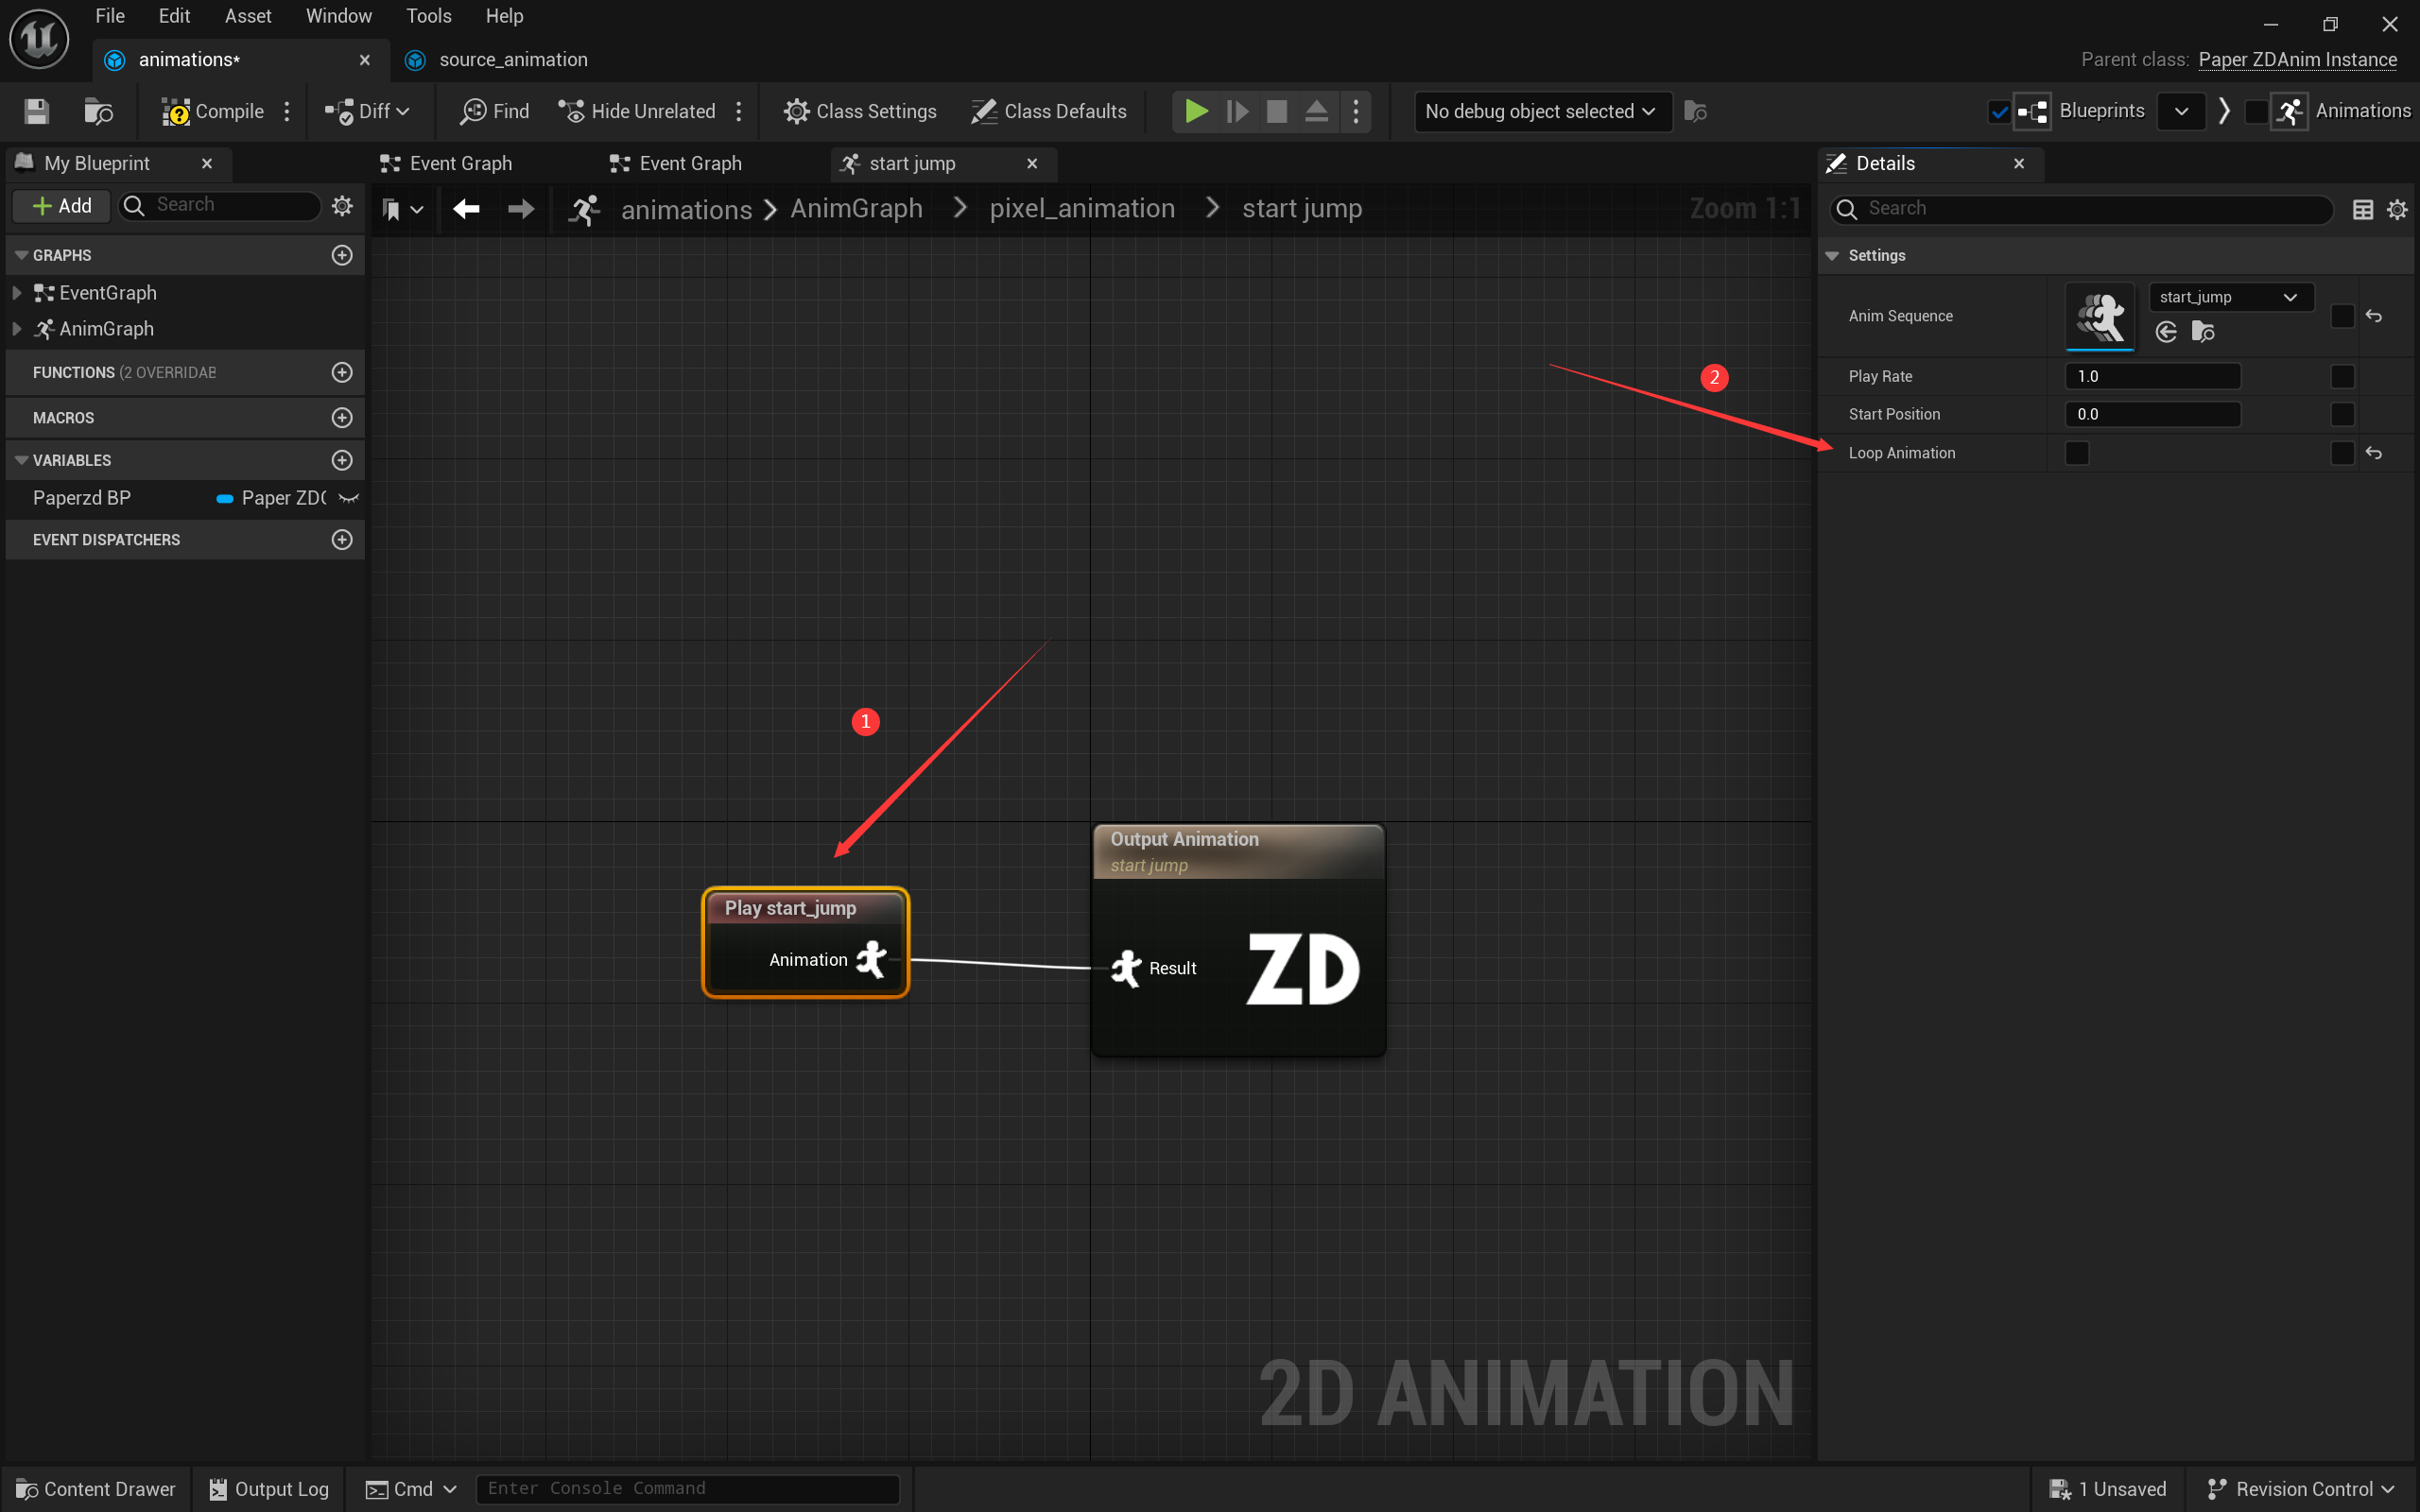 File Edit Asset Window Tools Help
animations*
source_animation
Parent class: Paper ZDAnim Instance
Compile
Diff
Find
Hide Unrelated
Class Settings
Class Defaults
No debug object selected
Blueprints
Animations
My Blueprint
Event Graph
Event Graph
start jump
Details
Add
Search
animations > AnimGraph > pixel_animation > start jump
Zoom 1:1
Search
GRAPHS
EventGraph
AnimGraph
FUNCTIONS (2 OVERRIDAB
MACROS
VARIABLES
Paperzd BP Paper ZD
EVENT DISPATCHERS
Settings
Anim Sequence start_jump
Play Rate 1.0
Start Position 0.0
Loop Animation
2
1
Play start_jump
Animation
Output Animation
start jump
Result
ZD
2D ANIMATION
Content Drawer
Output Log
Cmd
Enter Console Command
1 Unsaved
Revision Control